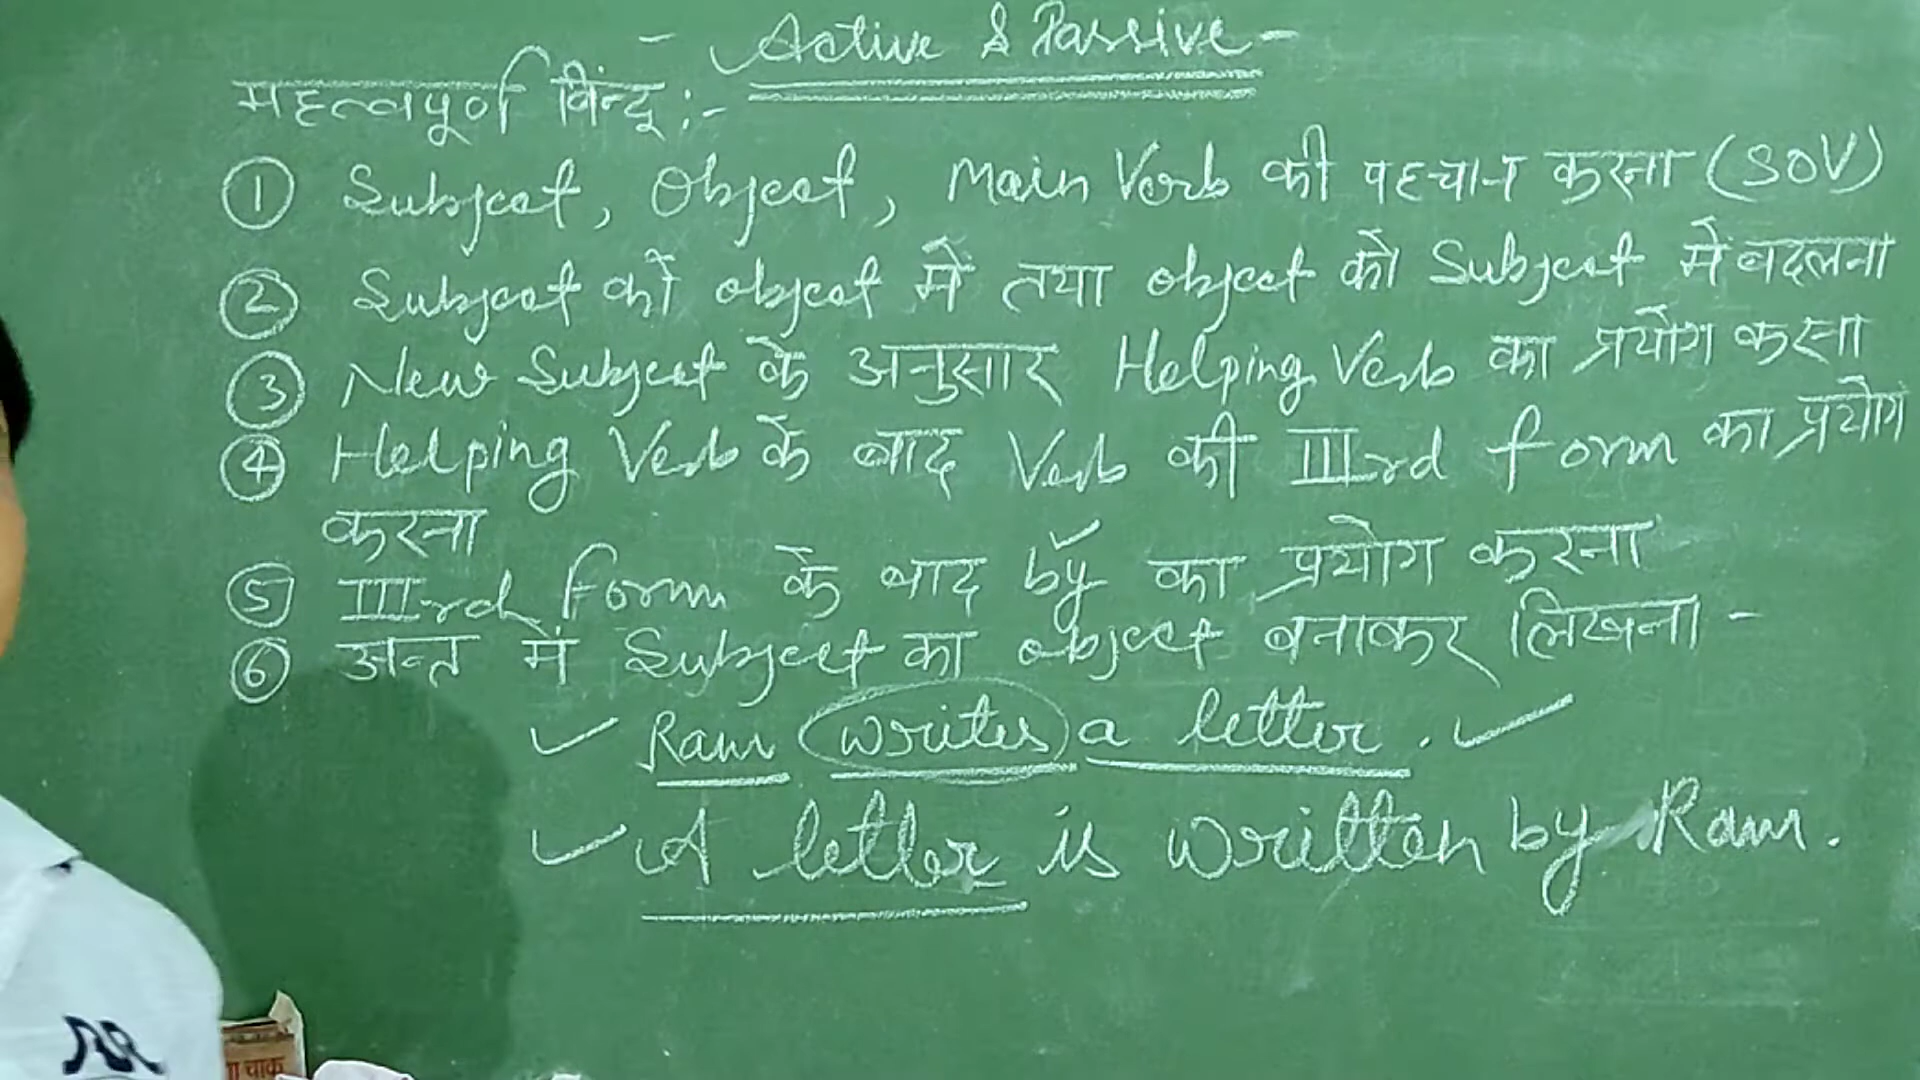 - Active & Passive -
महत्वपूर्ण बिंन्दू :-
① Subject, Object, Main Verb की पहचान करना (SOV)
② Subject को object में तथा object को Subject में बदलना
③ New Subject के अनुसार Helping Verb का प्रयोग करना
④ Helping Verb के बाद Verb की IIIrd form का प्रयोग
करना
⑤ IIIrd form के बाद by का प्रयोग करना
⑥ अन्त में Subject का object बनाकर लिखना -
✓ Ram writes a letter. ✓
✓ A letter is written by Ram.
चाक